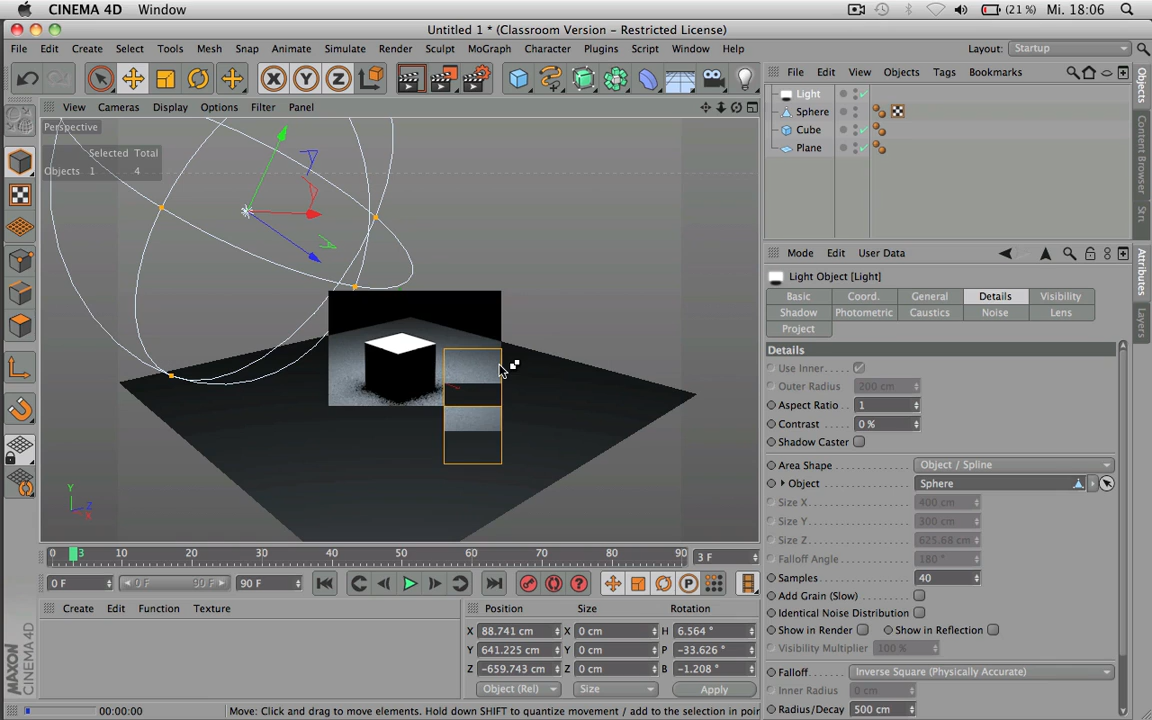 CINEMA 4D Window (21 %) Mi. 18:06
Untitled 1 * (Classroom Version - Restricted License)
File Edit Create Select Tools Mesh Snap Animate Simulate Render Sculpt MoGraph Character Plugins Script Window Help Layout: Startup
X Y Z
File Edit View Objects Tags Bookmarks
View Cameras Display Options Filter Panel
Perspective
Selected Total
Objects 1 4
Light
Sphere
Cube
Plane
Objects
Content Browser
Str
Mode Edit User Data
Light Object [Light]
Basic Coord. General Details Visibility
Shadow Photometric Caustics Noise Lens
Project
Attributes
Layers
Details
Use Inner
Outer Radius 200 cm
Aspect Ratio 1
Contrast 0 %
Shadow Caster
Area Shape Object / Spline
Object Sphere
Size X 400 cm
Size Y 300 cm
Size Z 625.68 cm
Falloff Angle 180 °
Samples 40
Add Grain (Slow)
Identical Noise Distribution
Show in Render Show in Reflection
Visibility Multiplier 100 %
Falloff Inverse Square (Physically Accurate)
Inner Radius 0 cm
Radius/Decay 500 cm
Y
Z
X
0 3 10 20 30 40 50 60 70 80 90 3 F
0 F 0 F 90 F 90 F
P
Create Edit Function Texture
Position Size Rotation
X 88.741 cm X 0 cm H 6.564 °
Y 641.225 cm Y 0 cm P -33.626 °
Z -659.743 cm Z 0 cm B -1.208 °
Object (Rel) Size Apply
MAXON CINEMA 4D
00:00:00 Move: Click and drag to move elements. Hold down SHIFT to quantize movement / add to the selection in poin